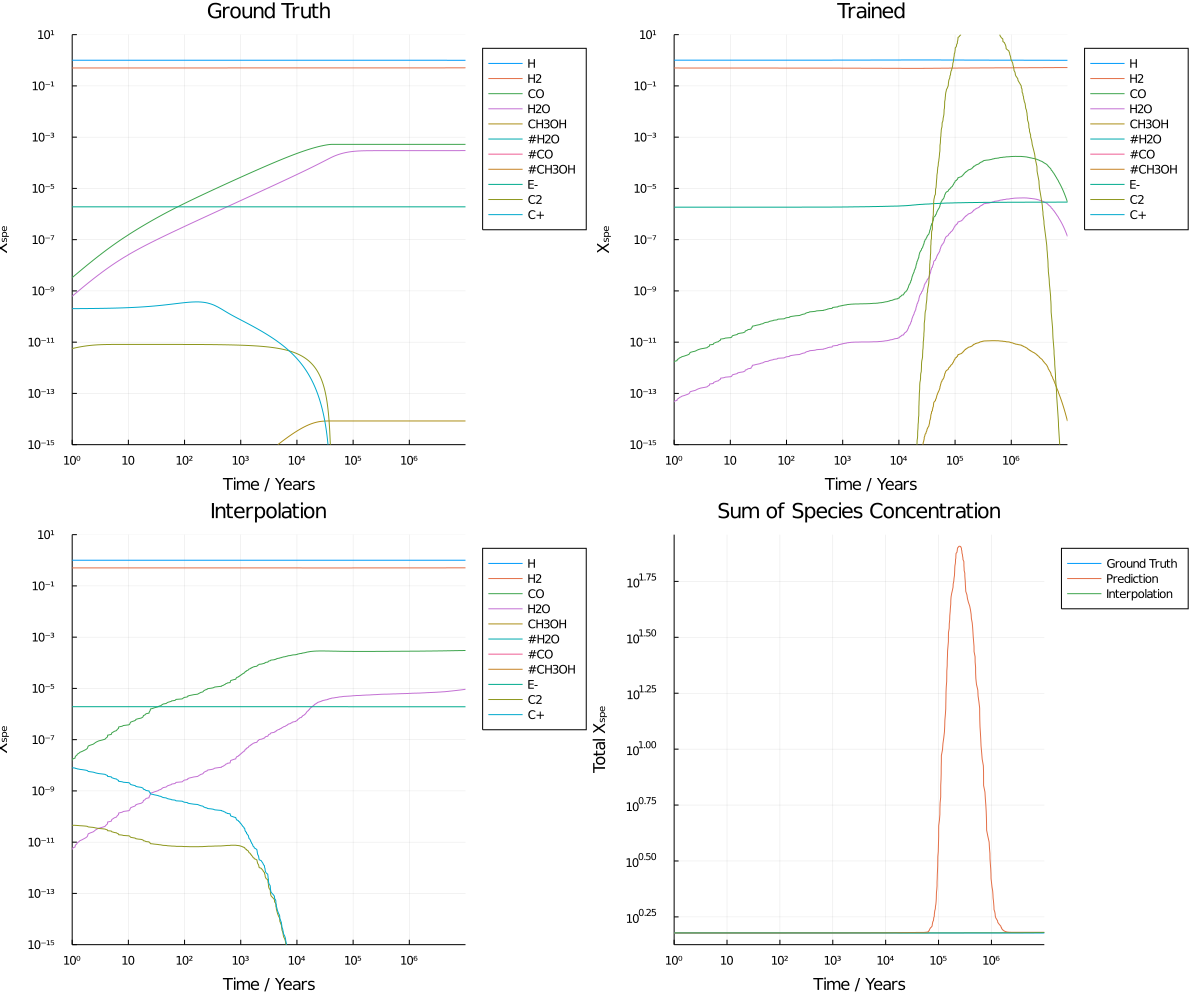 Ground Truth
10¹
10⁻¹
10⁻³
10⁻⁵
10⁻⁷
10⁻⁹
10⁻¹¹
10⁻¹³
10⁻¹⁵
Xspe
10⁰ 10 10² 10³ 10⁴ 10⁵ 10⁶
Time / Years
H
H2
CO
H2O
CH3OH
#H2O
#CO
#CH3OH
E-
C2
C+
Trained
10¹
10⁻¹
10⁻³
10⁻⁵
10⁻⁷
10⁻⁹
10⁻¹¹
10⁻¹³
10⁻¹⁵
Xspe
10⁰ 10 10² 10³ 10⁴ 10⁵ 10⁶
Time / Years
H
H2
CO
H2O
CH3OH
#H2O
#CO
#CH3OH
E-
C2
C+
Interpolation
10¹
10⁻¹
10⁻³
10⁻⁵
10⁻⁷
10⁻⁹
10⁻¹¹
10⁻¹³
10⁻¹⁵
Xspe
10⁰ 10 10² 10³ 10⁴ 10⁵ 10⁶
Time / Years
H
H2
CO
H2O
CH3OH
#H2O
#CO
#CH3OH
E-
C2
C+
Sum of Species Concentration
10^1.75
10^1.50
10^1.25
10^1.00
10^0.75
10^0.50
10^0.25
Total Xspe
10⁰ 10 10² 10³ 10⁴ 10⁵ 10⁶
Time / Years
Ground Truth
Prediction
Interpolation